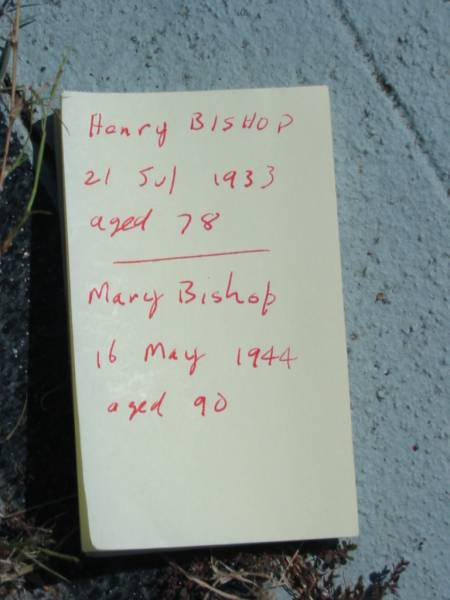 Henry BISHOP
21 Jul 1933
aged 78
Mary Bishop
16 May 1944
aged 90